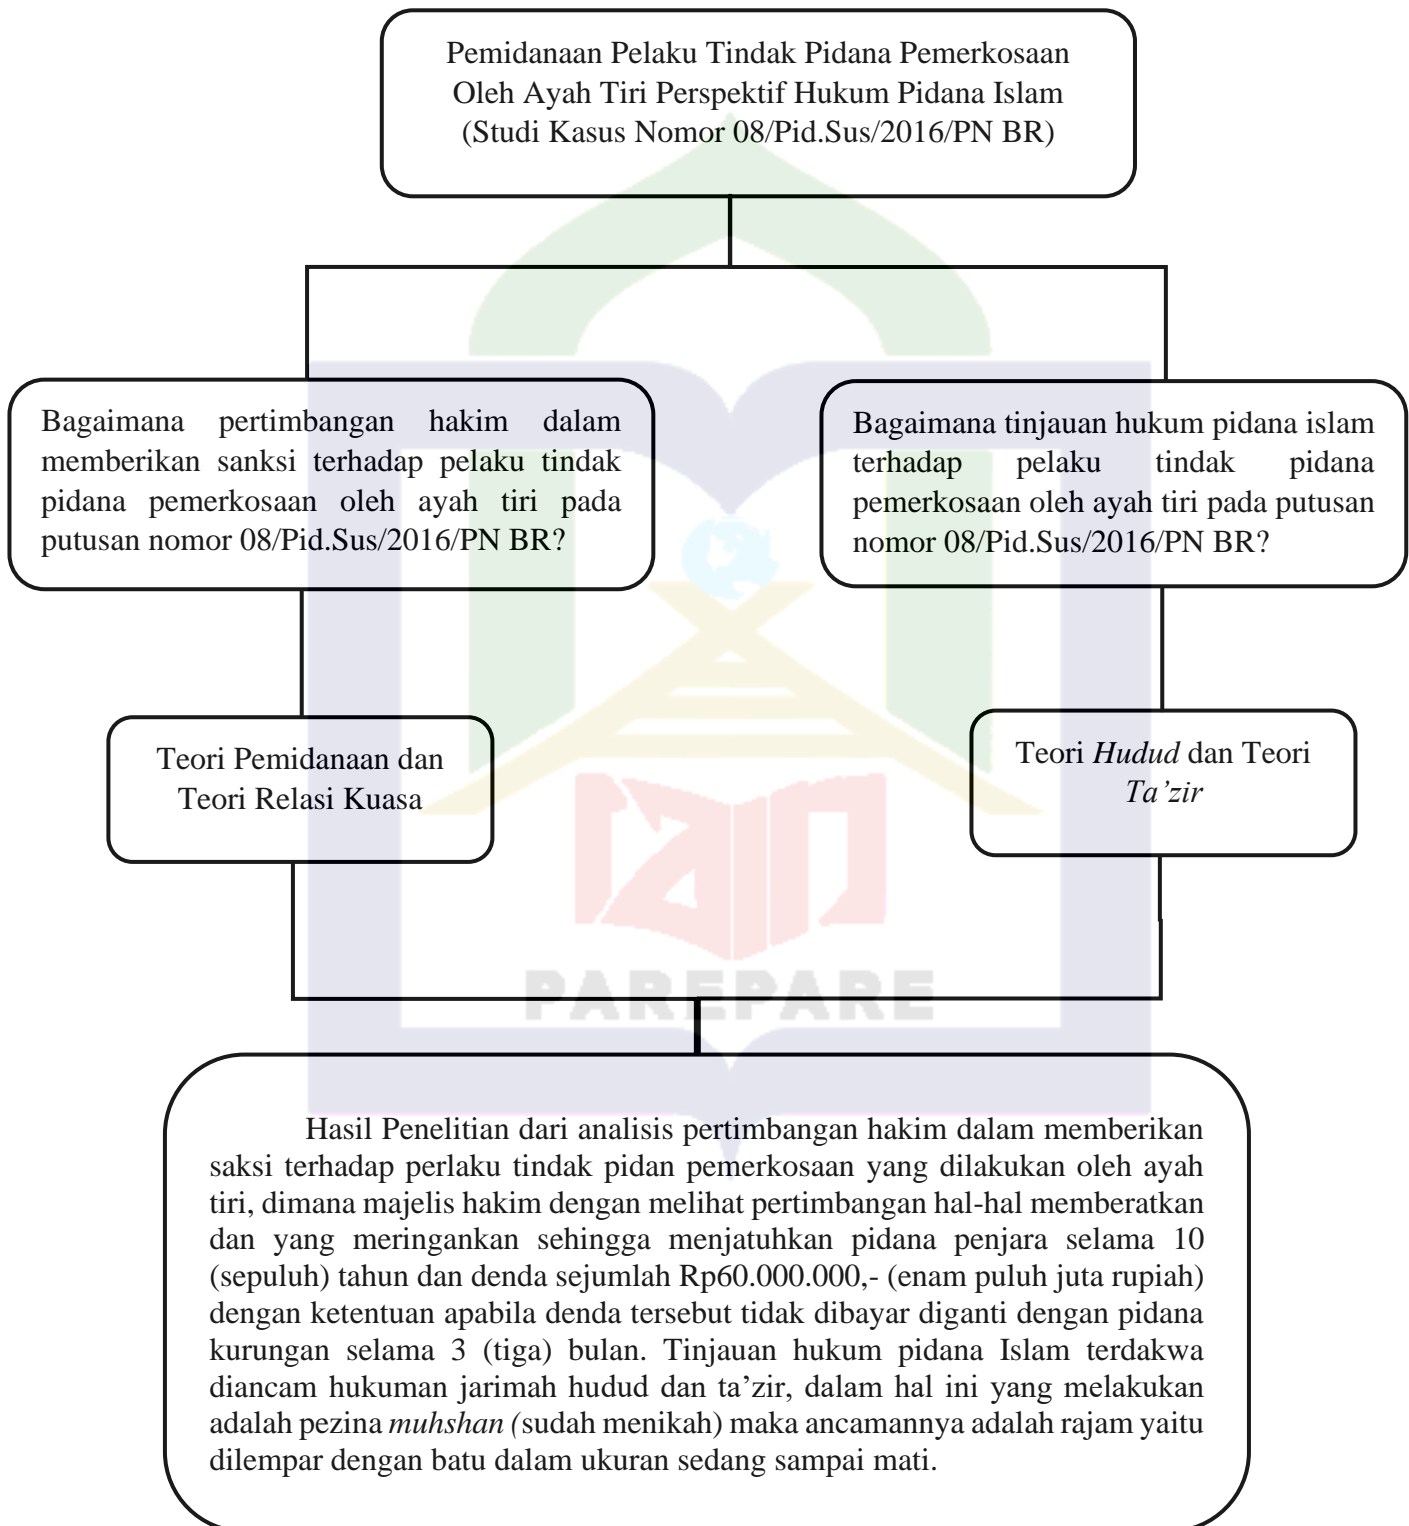 Pemidanaan Pelaku Tindak Pidana Pemerkosaan
Oleh Ayah Tiri Perspektif Hukum Pidana Islam
(Studi Kasus Nomor 08/Pid.Sus/2016/PN BR)
Bagaimana pertimbangan hakim dalam
memberikan sanksi terhadap pelaku tindak
pidana pemerkosaan oleh ayah tiri pada
putusan nomor 08/Pid.Sus/2016/PN BR?
Bagaimana tinjauan hukum pidana islam
terhadap pelaku tindak pidana
pemerkosaan oleh ayah tiri pada putusan
nomor 08/Pid.Sus/2016/PN BR?
Teori Pemidanaan dan
Teori Relasi Kuasa
Teori Hudud dan Teori
Ta’zir
PAREPARE
Hasil Penelitian dari analisis pertimbangan hakim dalam memberikan
saksi terhadap perlaku tindak pidan pemerkosaan yang dilakukan oleh ayah
tiri, dimana majelis hakim dengan melihat pertimbangan hal-hal memberatkan
dan yang meringankan sehingga menjatuhkan pidana penjara selama 10
(sepuluh) tahun dan denda sejumlah Rp60.000.000,- (enam puluh juta rupiah)
dengan ketentuan apabila denda tersebut tidak dibayar diganti dengan pidana
kurungan selama 3 (tiga) bulan. Tinjauan hukum pidana Islam terdakwa
diancam hukuman jarimah hudud dan ta’zir, dalam hal ini yang melakukan
adalah pezina muhshan (sudah menikah) maka ancamannya adalah rajam yaitu
dilempar dengan batu dalam ukuran sedang sampai mati.